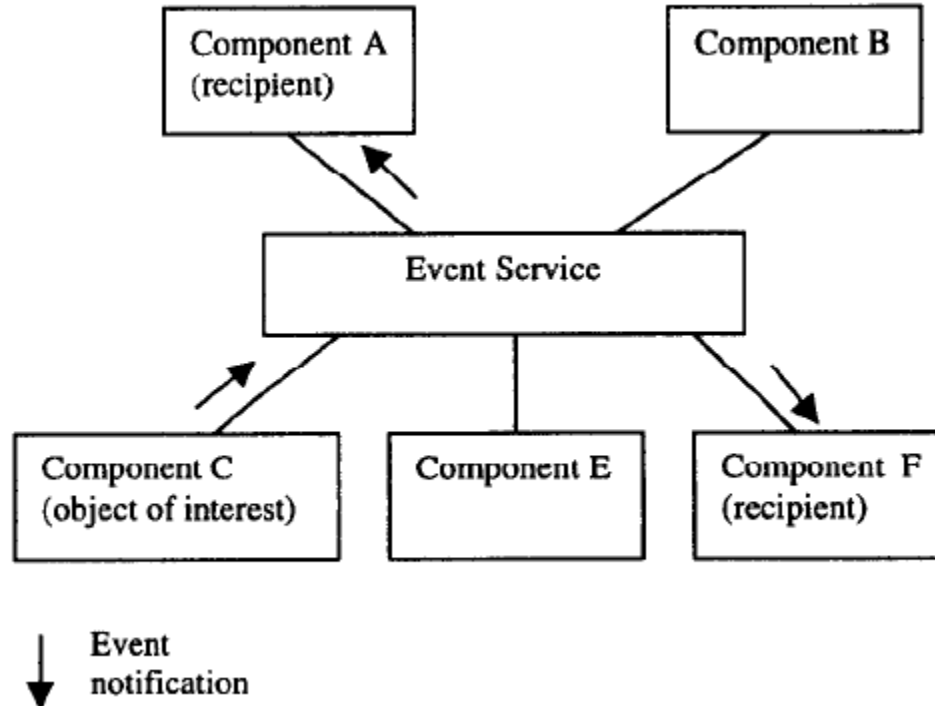 Component A
(recipient)
Component B
Event Service
Component C
(object of interest)
Component E
Component F
(recipient)
Event
notification